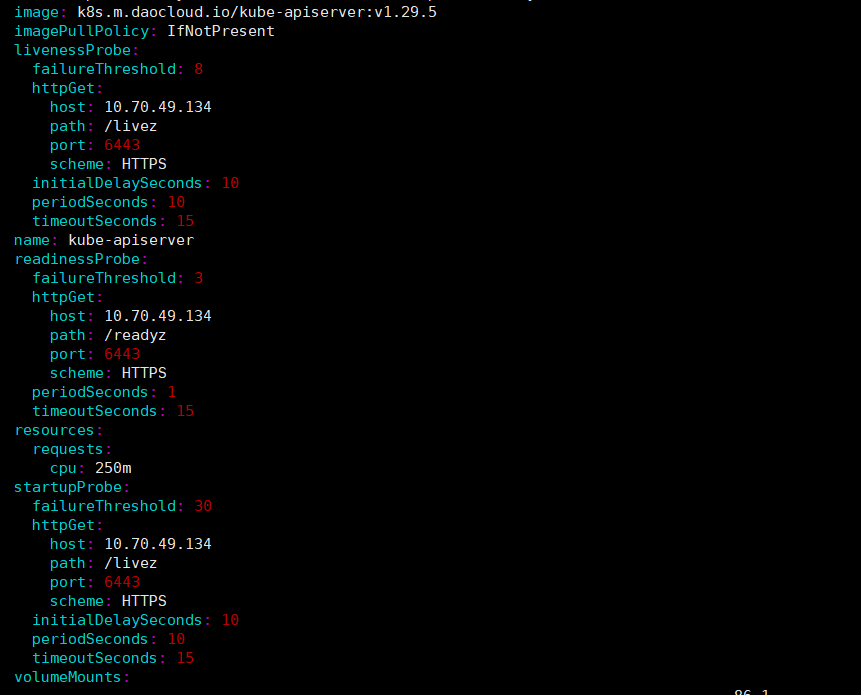 image: k8s.m.daocloud.io/kube-apiserver:v1.29.5
imagePullPolicy: IfNotPresent
livenessProbe:
  failureThreshold: 8
  httpGet:
    host: 10.70.49.134
    path: /livez
    port: 6443
    scheme: HTTPS
  initialDelaySeconds: 10
  periodSeconds: 10
  timeoutSeconds: 15
name: kube-apiserver
readinessProbe:
  failureThreshold: 3
  httpGet:
    host: 10.70.49.134
    path: /readyz
    port: 6443
    scheme: HTTPS
  periodSeconds: 1
  timeoutSeconds: 15
resources:
  requests:
    cpu: 250m
startupProbe:
  failureThreshold: 30
  httpGet:
    host: 10.70.49.134
    path: /livez
    port: 6443
    scheme: HTTPS
  initialDelaySeconds: 10
  periodSeconds: 10
  timeoutSeconds: 15
volumeMounts: